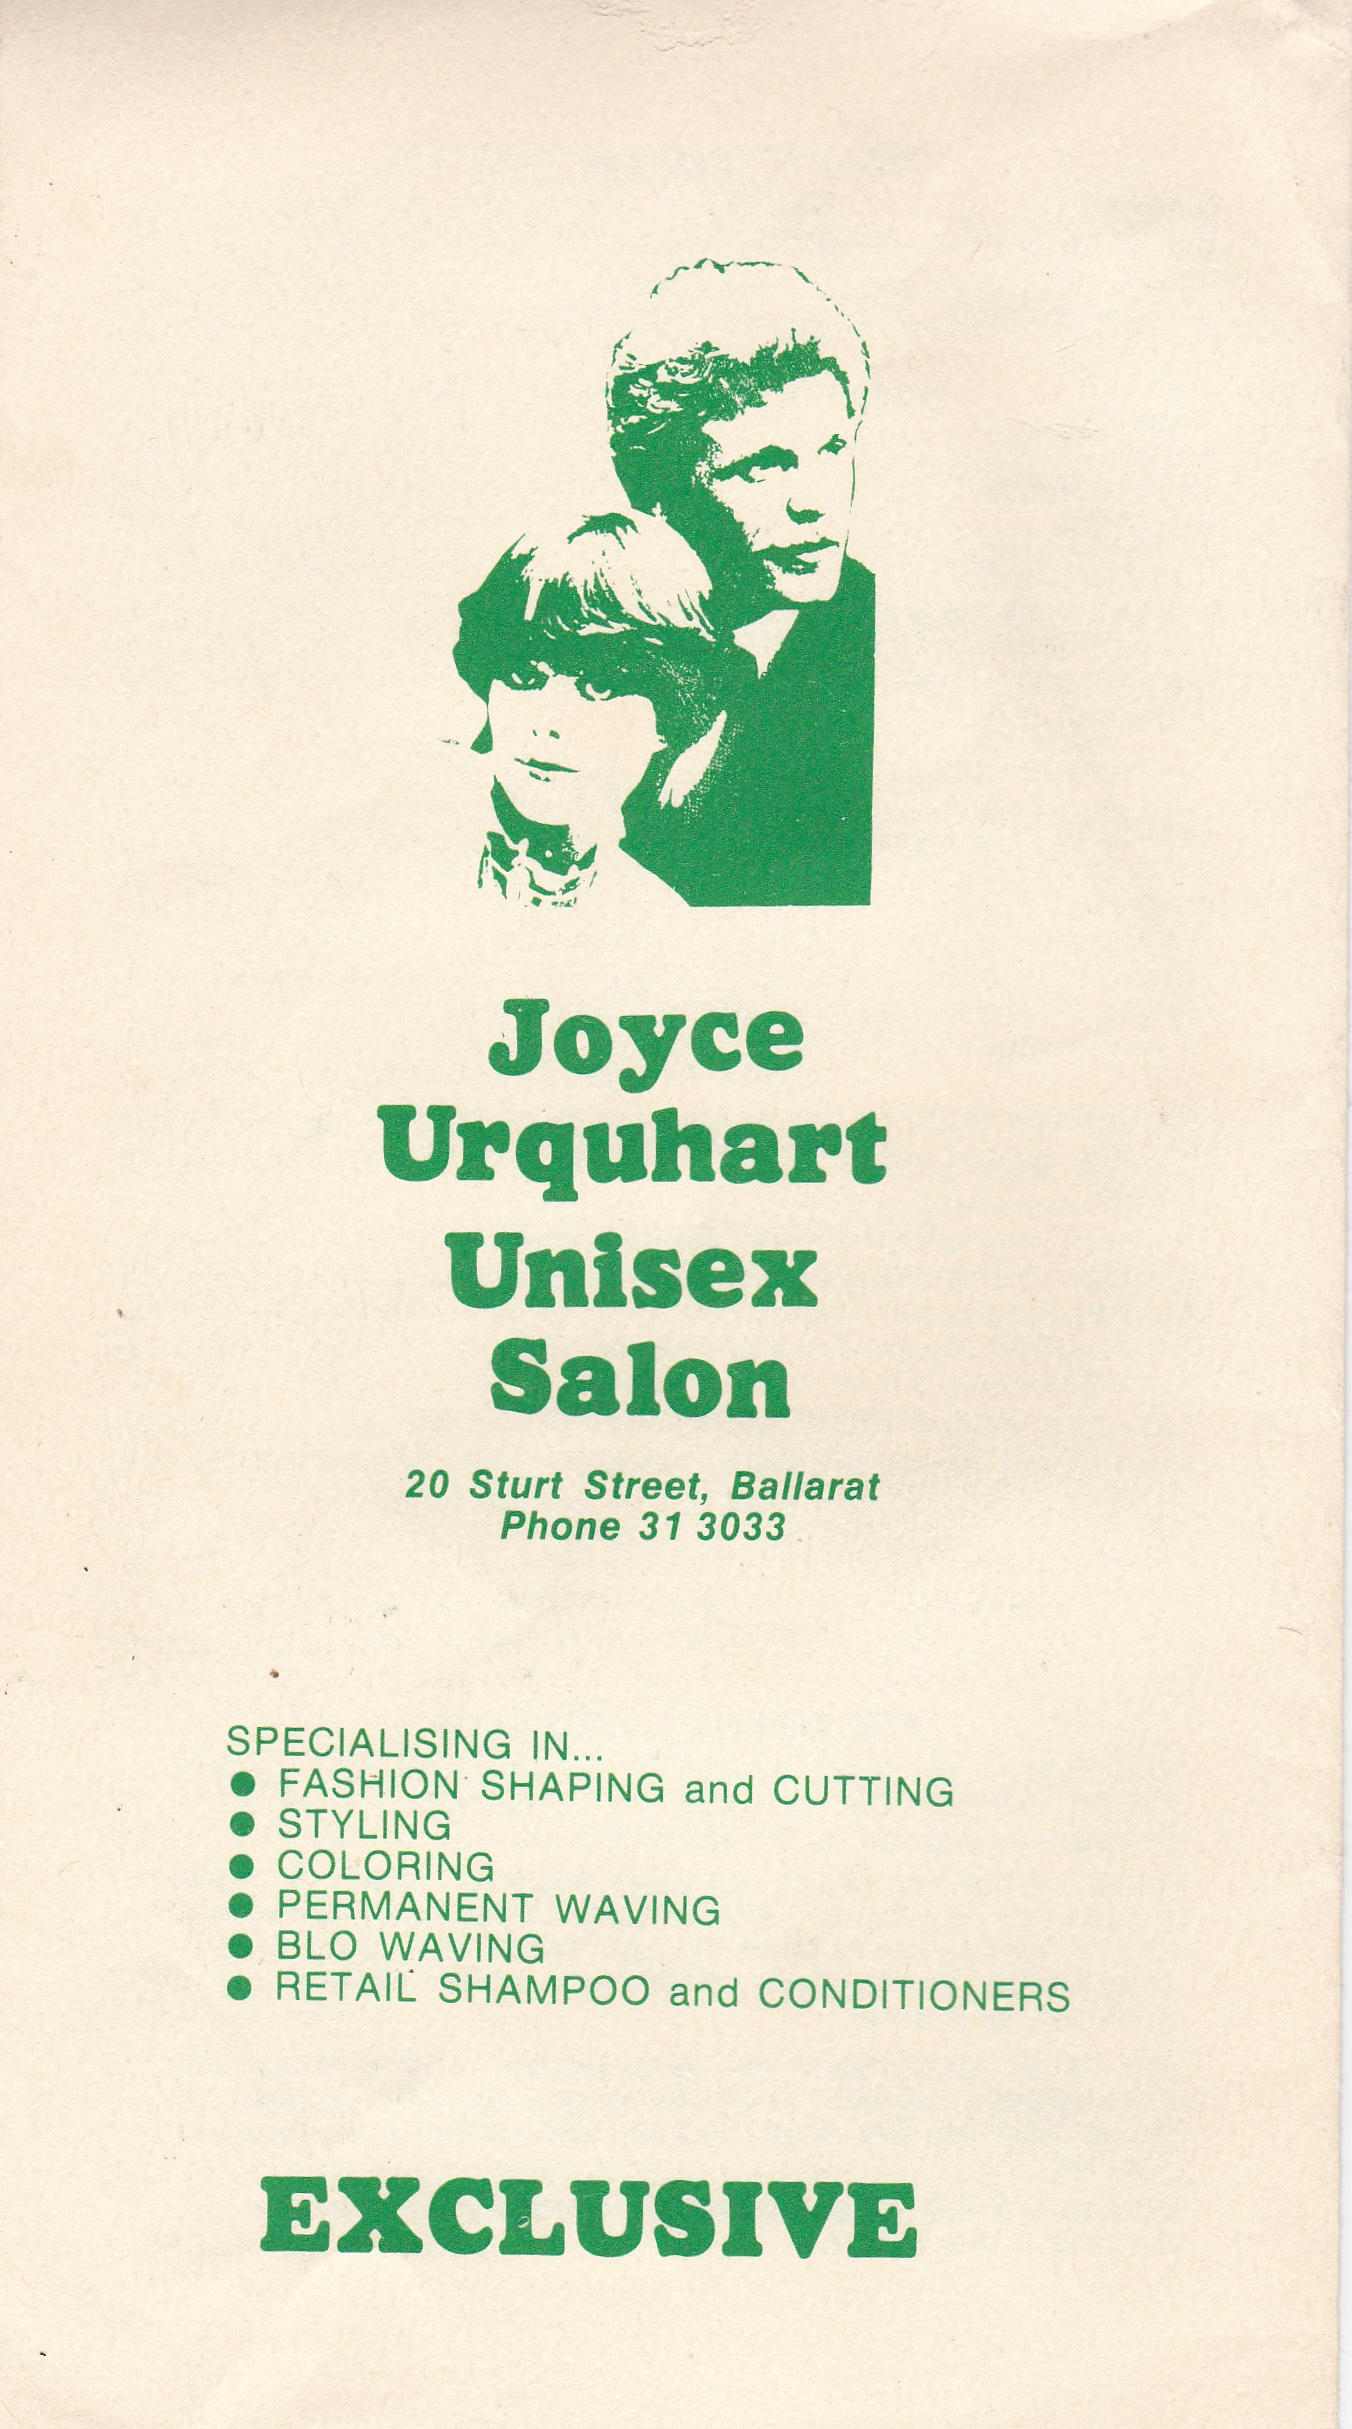 Joyce
Urquhart
Unisex
Salon
20 Sturt Street, Ballarat
Phone 31 3033
SPECIALISING IN...
● FASHION SHAPING and CUTTING
● STYLING
● COLORING
● PERMANENT WAVING
● BLO WAVING
● RETAIL SHAMPOO and CONDITIONERS
EXCLUSIVE